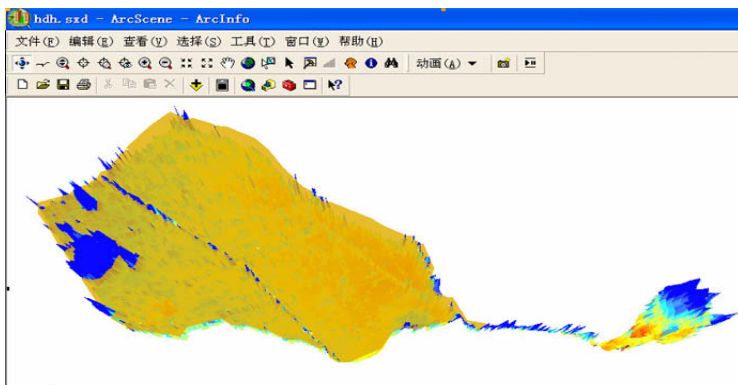 hdh.sxd - ArcScene - ArcInfo
文件(F) 编辑(E) 查看(V) 选择(S) 工具(T) 窗口(W) 帮助(H)
动画(A)